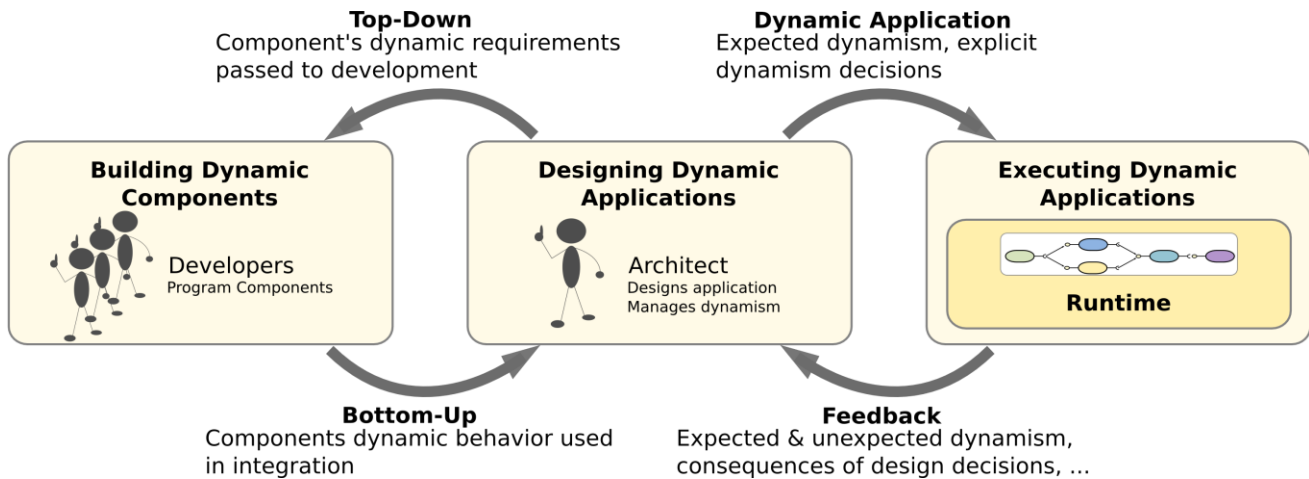 Top-Down
Component's dynamic requirements
passed to development
Dynamic Application
Expected dynamism, explicit
dynamism decisions
Building Dynamic
Components
Developers
Program Components
Designing Dynamic
Applications
Architect
Designs application
Manages dynamism
Executing Dynamic
Applications
Runtime
Bottom-Up
Components dynamic behavior used
in integration
Feedback
Expected & unexpected dynamism,
consequences of design decisions, ...